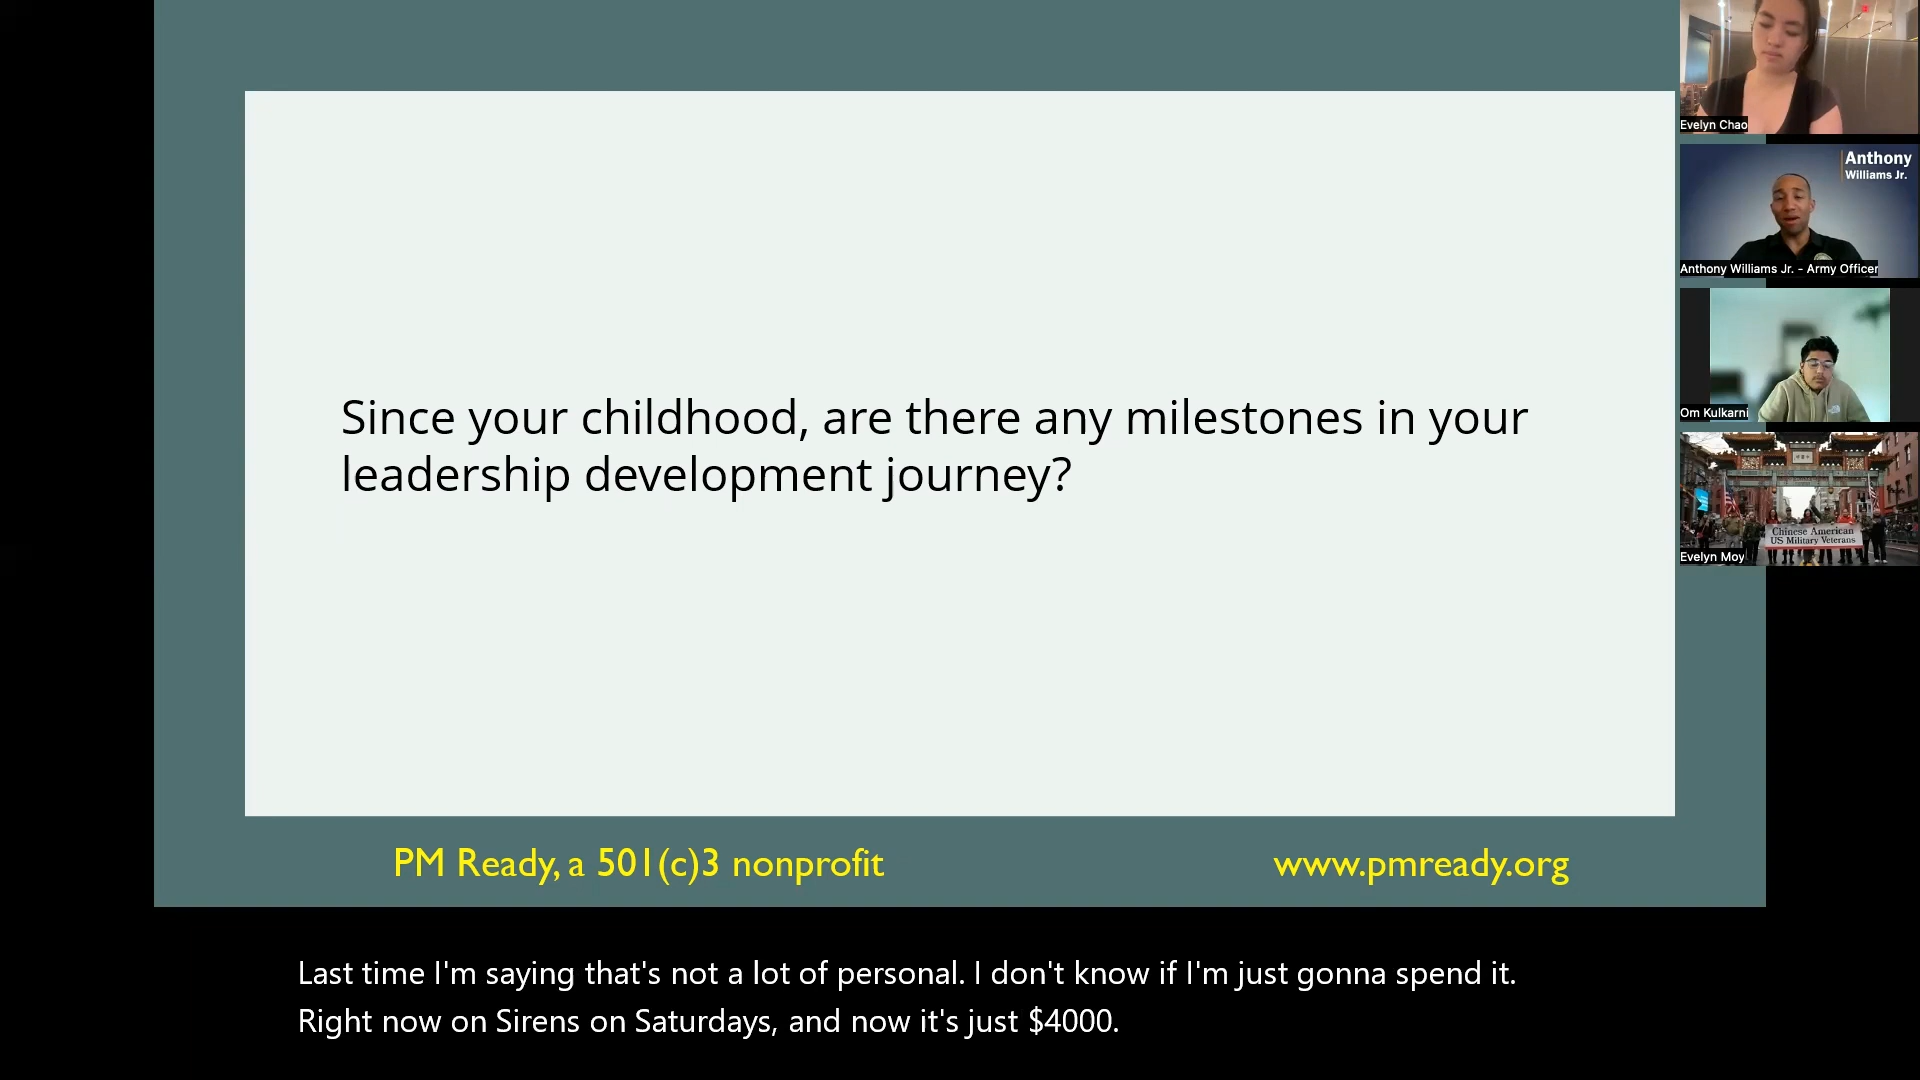 Since your childhood, are there any milestones in your
leadership development journey?
PM Ready, a 501(c)3 nonprofit
www.pmready.org
Last time I'm saying that's not a lot of personal. I don't know if I'm just gonna spend it.
Right now on Sirens on Saturdays, and now it's just $4000.
Evelyn Chao
Anthony
Williams Jr.
Anthony Williams Jr. - Army Officer
Om Kulkarni
Chinese American
US Military Veterans
Evelyn Moy